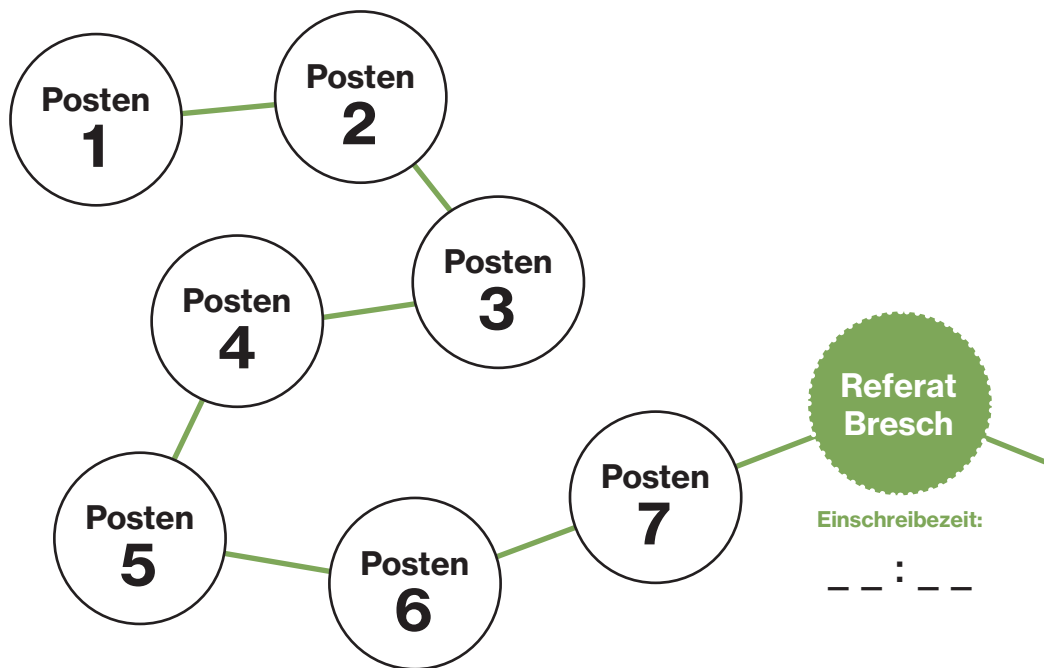 Posten
1
Posten
2
Posten
3
Posten
4
Posten
5
Posten
6
Posten
7
Referat
Bresch
Einschreibezeit:
_ _ : _ _